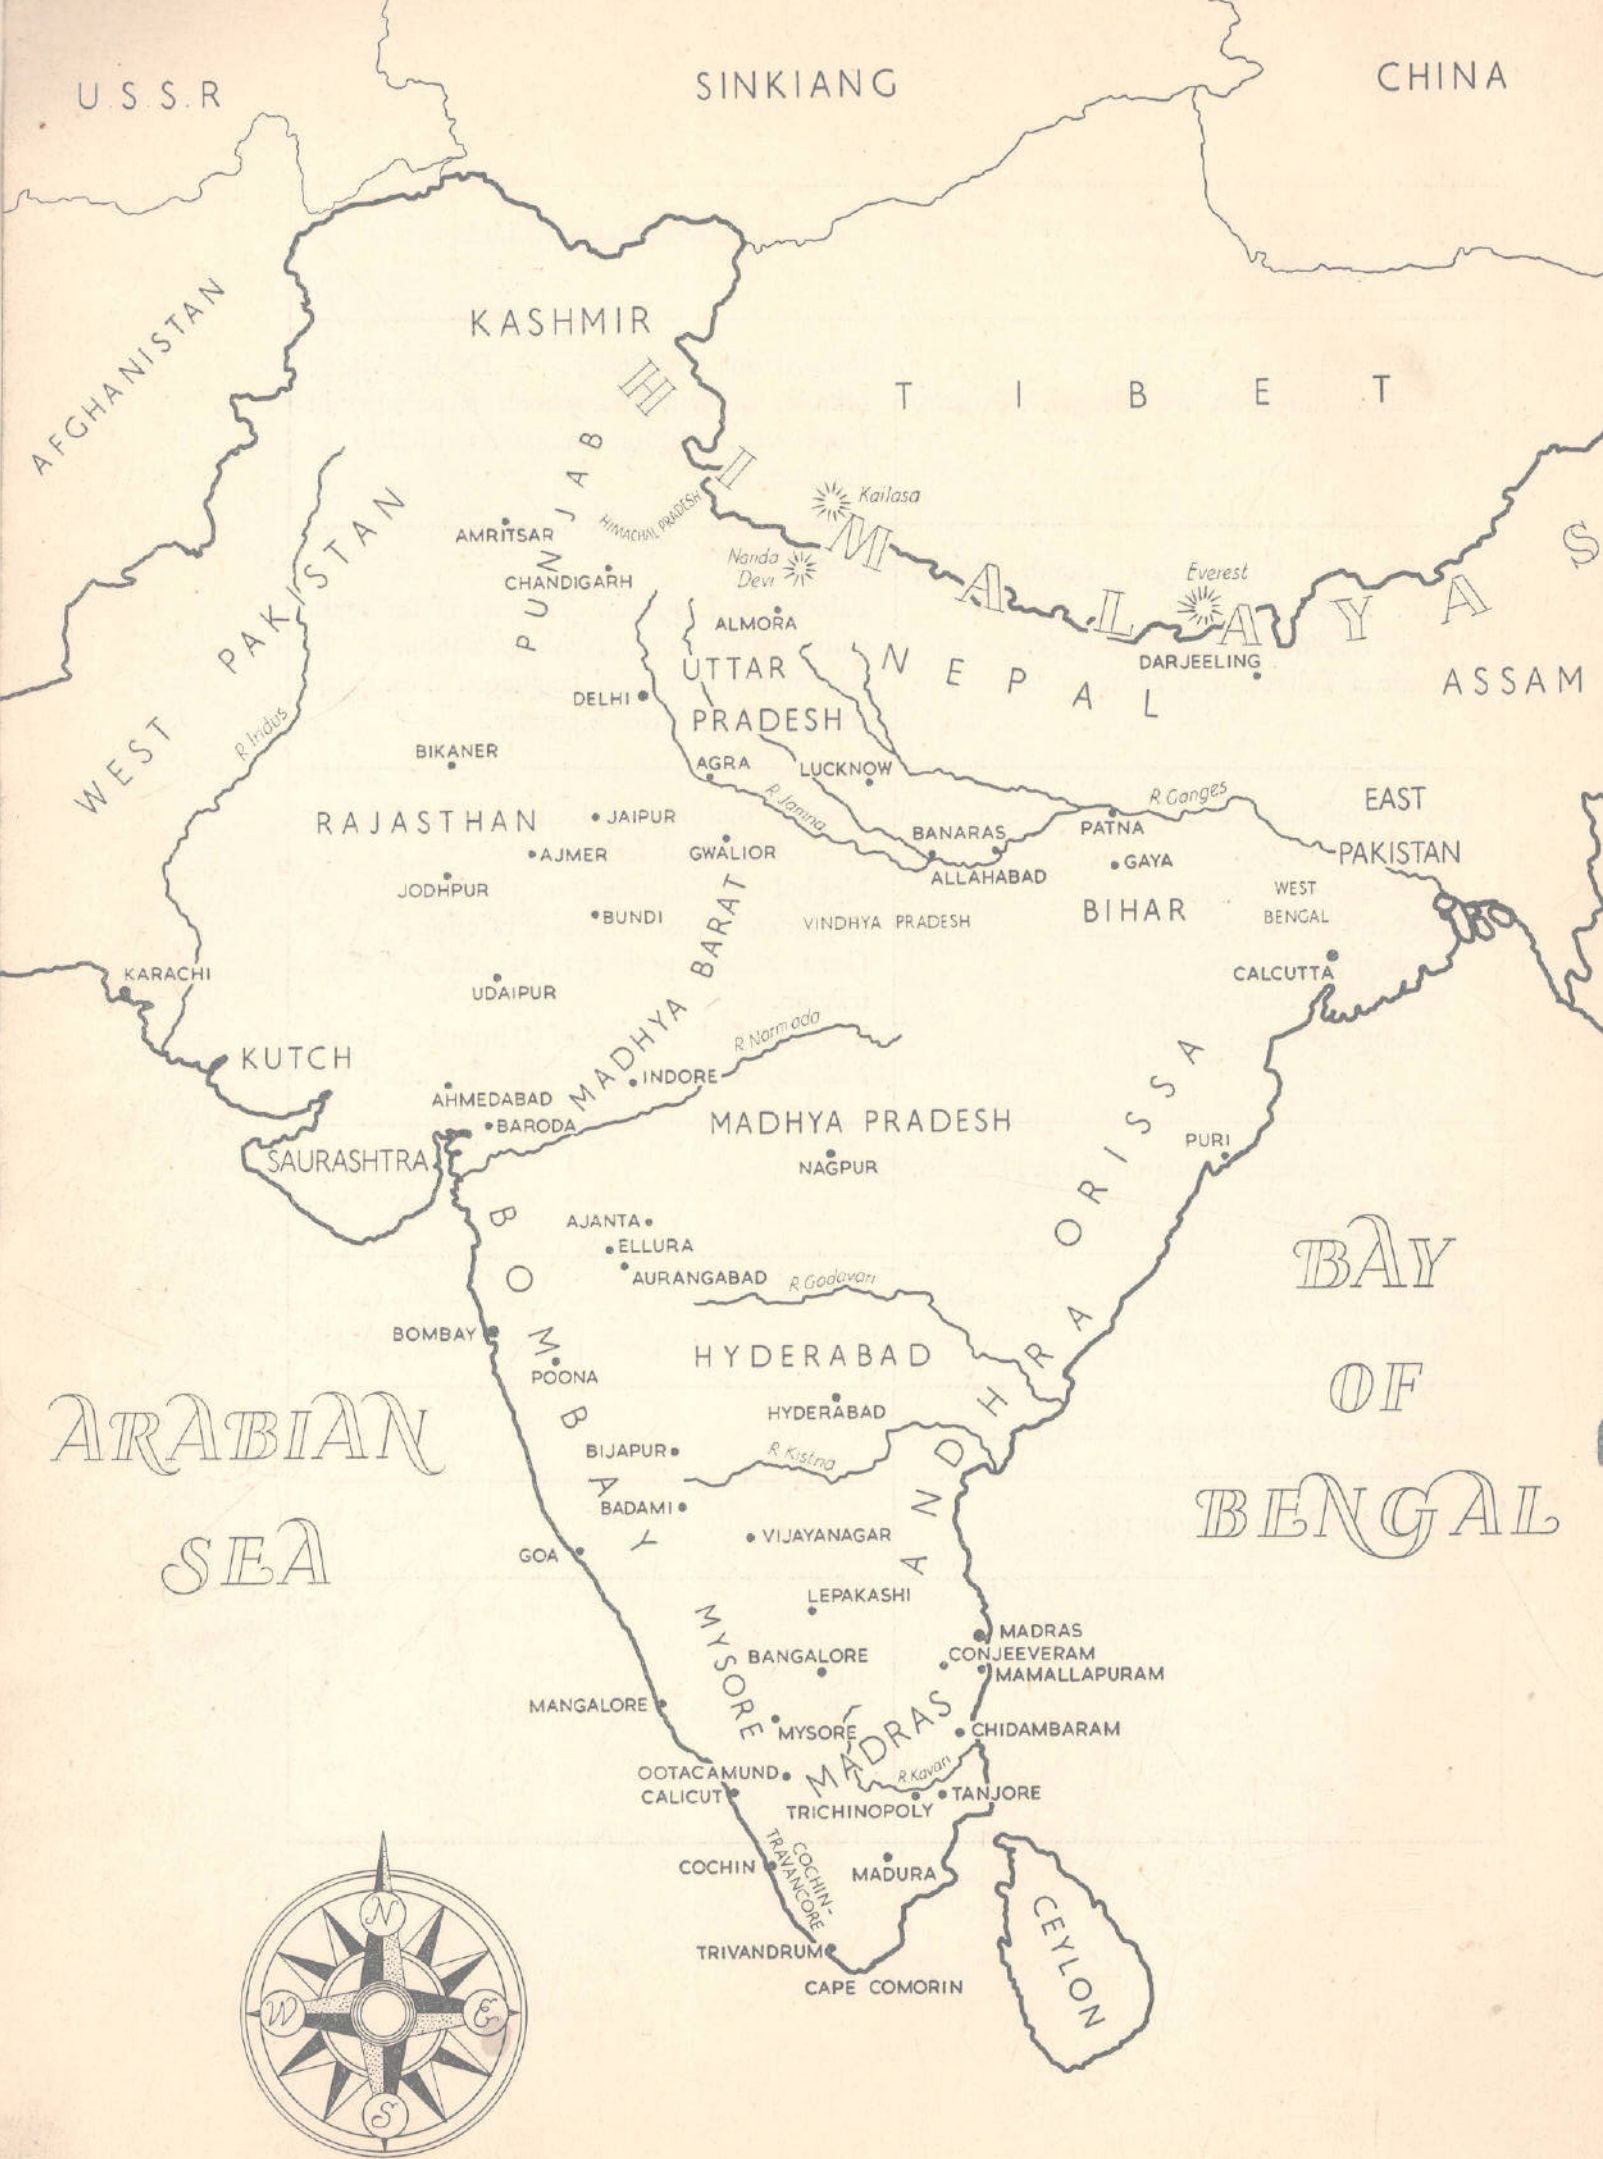 U.S.S.R
SINKIANG
CHINA
AFGHANISTAN
KASHMIR
TIBET
HIMALAYAS
Kailasa
PUNJAB
HIMACHAL PRADESH
AMRITSAR
Nanda
Devi
CHANDIGARH
Everest
WEST PAKISTAN
ALMORA
UTTAR
PRADESH
NEPAL
DARJEELING
ASSAM
DELHI
R. Indus
BIKANER
AGRA
LUCKNOW
R. Jamna
R. Ganges
EAST
PAKISTAN
RAJASTHAN
JAIPUR
AJMER
GWALIOR
BANARAS
PATNA
GAYA
JODHPUR
ALLAHABAD
WEST
BENGAL
BUNDI
VINDHYA PRADESH
BIHAR
MADHYA BARAT
KARACHI
UDAIPUR
CALCUTTA
KUTCH
R. Narmada
INDORE
AHMEDABAD
BARODA
MADHYA PRADESH
ORISSA
PURI
SAURASHTRA
NAGPUR
BOMBAY
AJANTA
ELLURA
AURANGABAD
R. Godavari
BAY
OF
BENGAL
BOMBAY
POONA
HYDERABAD
HYDERABAD
ANDHRA
ARABIAN
SEA
BIJAPUR
R. Kistna
BADAMI
VIJAYANAGAR
GOA
LEPAKASHI
MYSORE
MADRAS
BANGALORE
CONJEEVERAM
MAMALLAPURAM
MANGALORE
MYSORE
MADRAS
CHIDAMBARAM
OOTACAMUND
R. Kavari
CALICUT
TANJORE
TRICHINOPOLY
COCHIN
COCHIN-
TRAVANCORE
MADURA
CEYLON
TRIVANDRUM
CAPE COMORIN
N
W
E
S